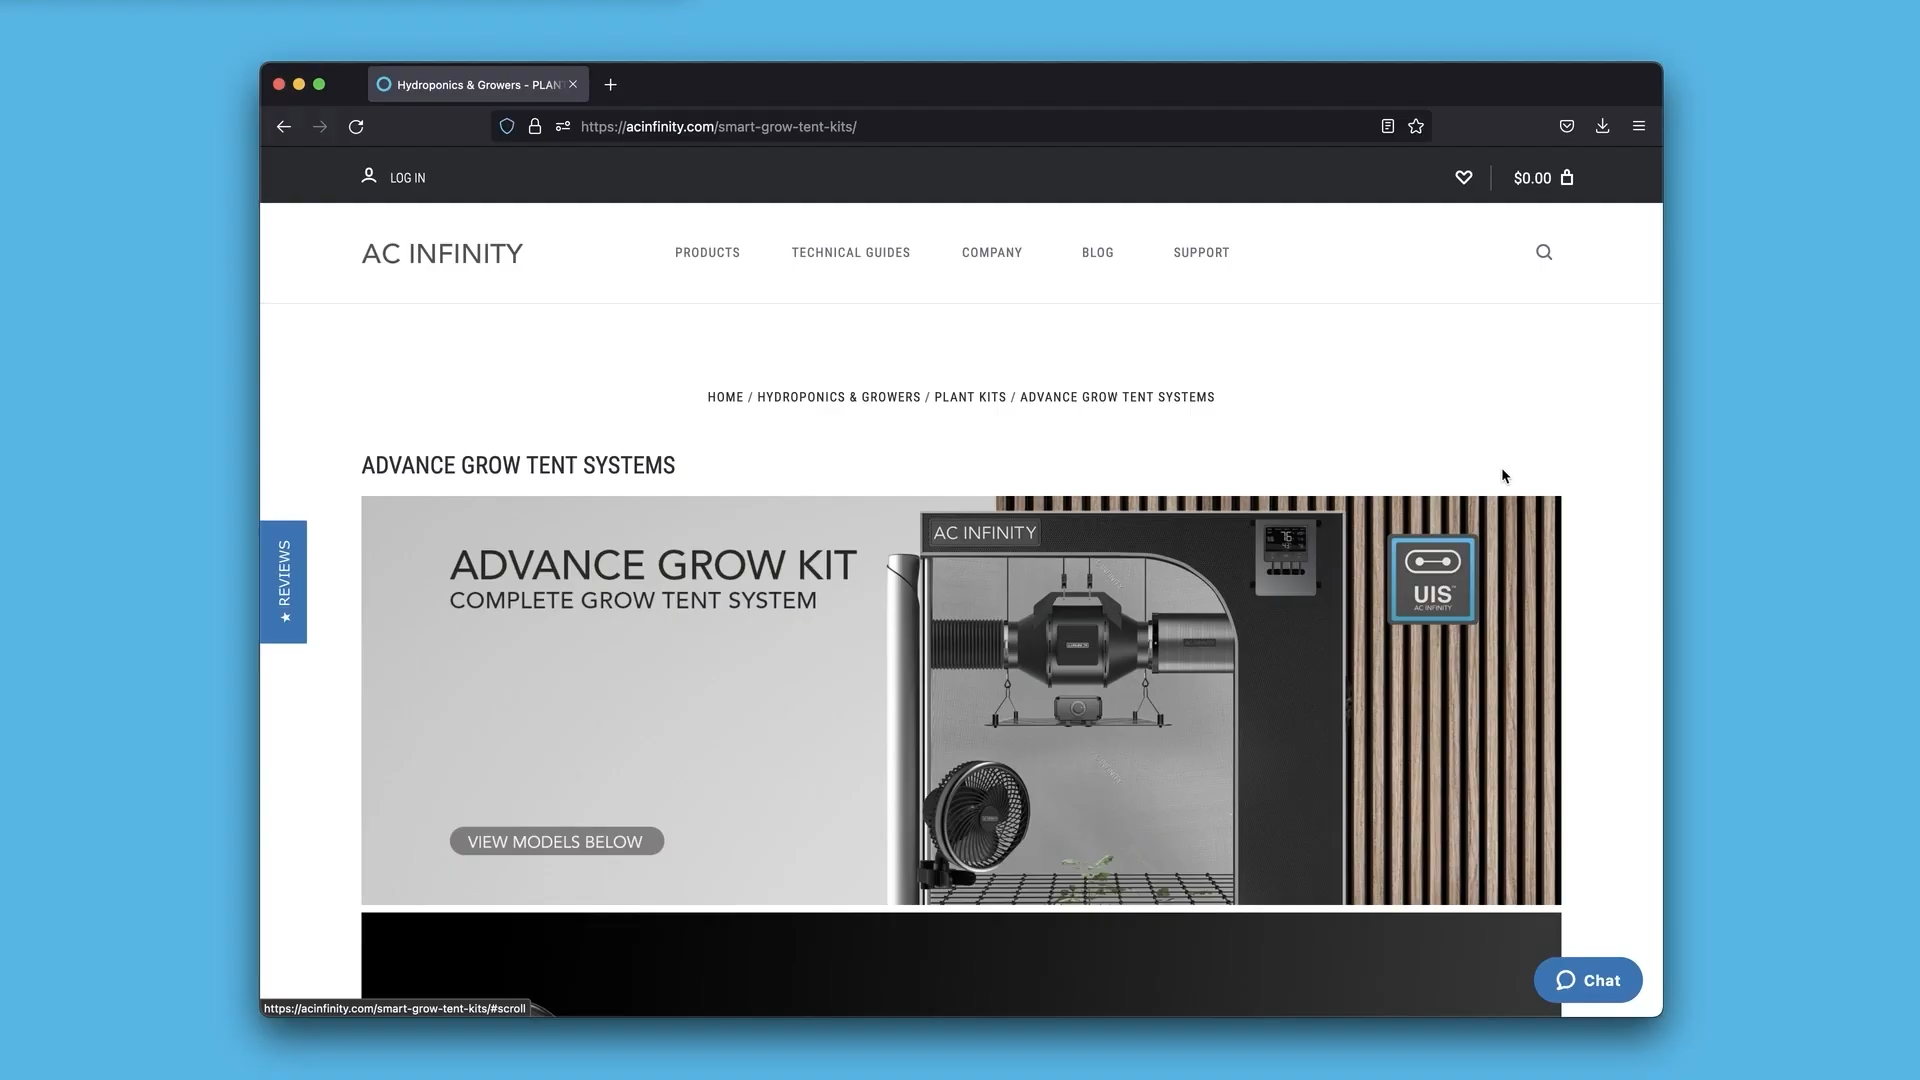 Hydroponics & Growers - PLAN
https://acinfinity.com/smart-grow-tent-kits/
LOG IN
$0.00
AC INFINITY
PRODUCTS
TECHNICAL GUIDES
COMPANY
BLOG
SUPPORT
HOME / HYDROPONICS & GROWERS / PLANT KITS / ADVANCE GROW TENT SYSTEMS
ADVANCE GROW TENT SYSTEMS
★ REVIEWS
ADVANCE GROW KIT
COMPLETE GROW TENT SYSTEM
VIEW MODELS BELOW
AC INFINITY
76
UIS
AC INFINITY
Chat
https://acinfinity.com/smart-grow-tent-kits/#scroll